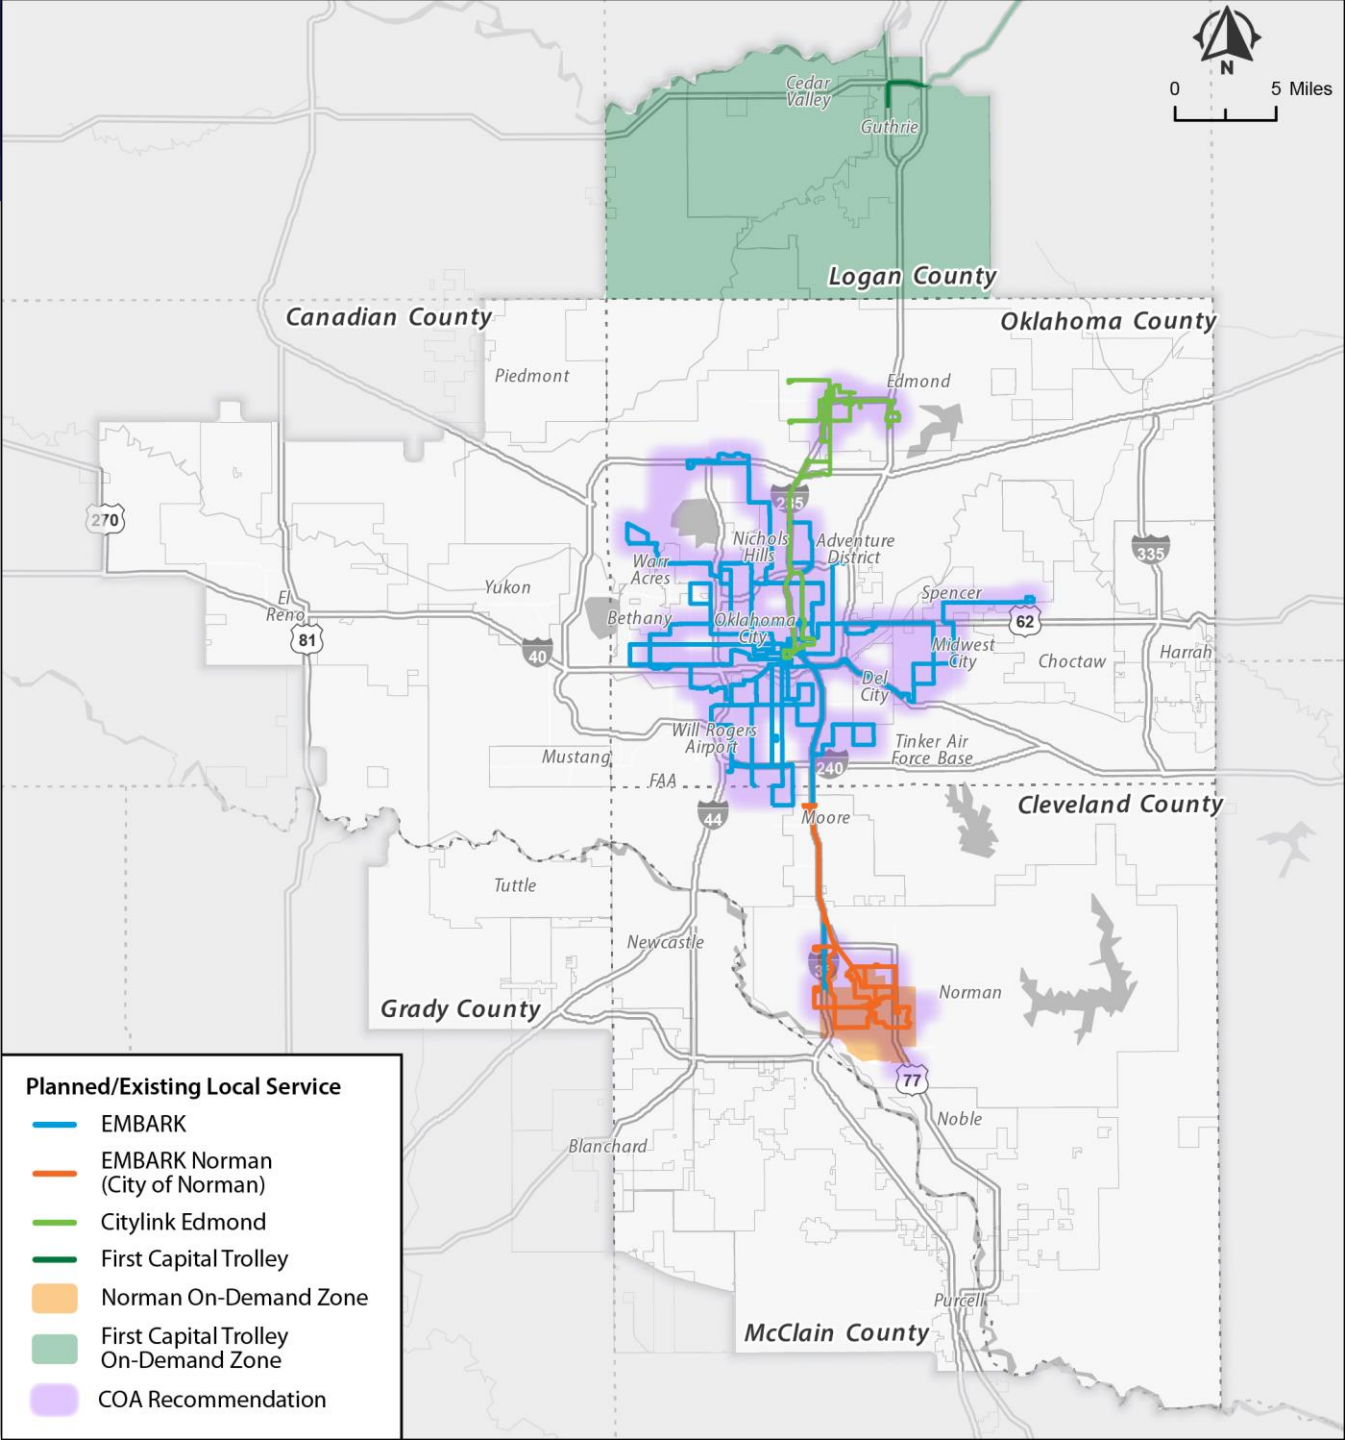 Cedar
Valley
N
0 5 Miles
Guthrie
Logan County
Canadian County
Oklahoma County
Piedmont
Edmond
270
235
Nichols
Hills
Adventure
District
335
Warr
Acres
Yukon
El
Reno
Spencer
Bethany
Oklahoma
City
62
81
40
Midwest
City
Choctaw
Harrah
Del
City
Will Rogers
Airport
Tinker Air
Force Base
Mustang
240
FAA
44
Moore
Cleveland County
Tuttle
Newcastle
Norman
Grady County
77
Noble
Blanchard
Purcell
McClain County
Planned/Existing Local Service
EMBARK
EMBARK Norman
(City of Norman)
Citylink Edmond
First Capital Trolley
Norman On-Demand Zone
First Capital Trolley
On-Demand Zone
COA Recommendation